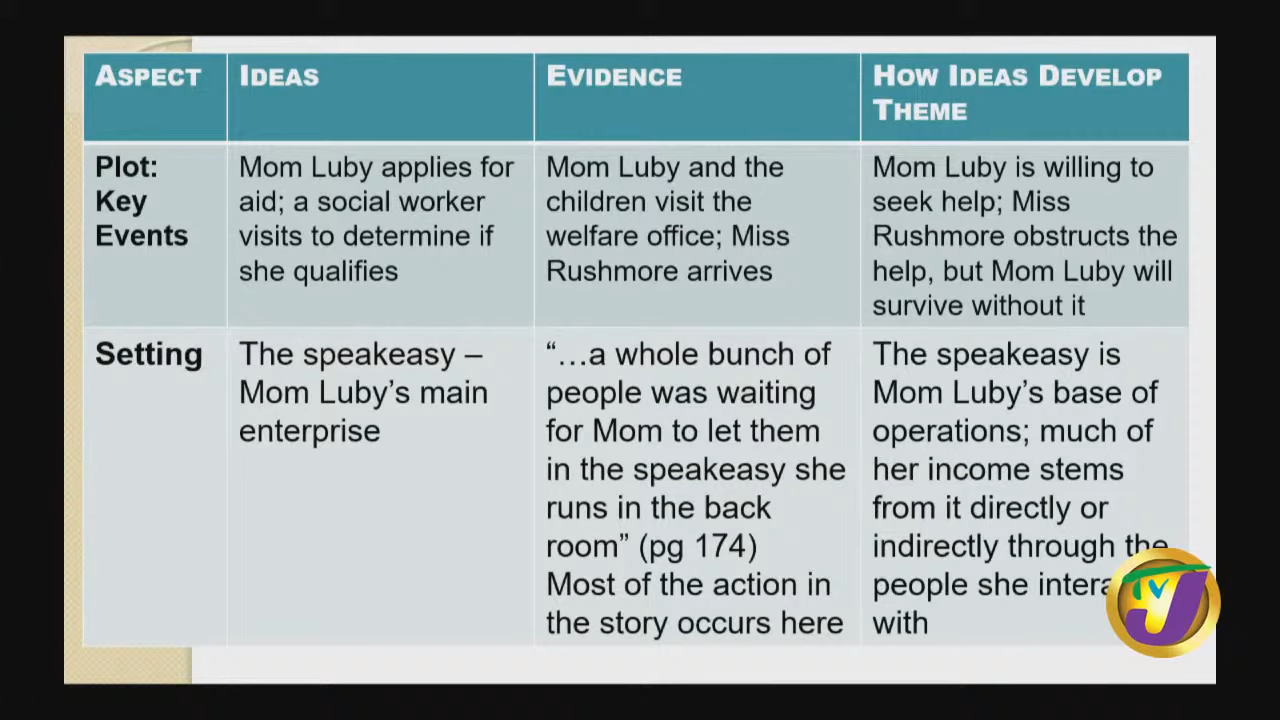 ASPECT
IDEAS
EVIDENCE
HOW IDEAS DEVELOP
THEME
Plot:
Key
Events
Mom Luby applies for
aid; a social worker
visits to determine if
she qualifies
Mom Luby and the
children visit the
welfare office; Miss
Rushmore arrives
Mom Luby is willing to
seek help; Miss
Rushmore obstructs the
help, but Mom Luby will
survive without it
Setting
The speakeasy –
Mom Luby’s main
enterprise
“…a whole bunch of
people was waiting
for Mom to let them
in the speakeasy she
runs in the back
room” (pg 174)
Most of the action in
the story occurs here
The speakeasy is
Mom Luby’s base of
operations; much of
her income stems
from it directly or
indirectly through the
people she
with
TVJ